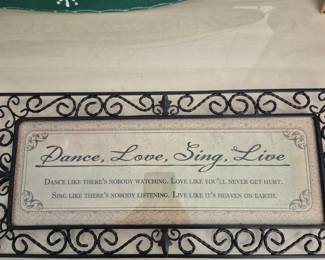 Dance, Love, Sing, Live
Dance like there's nobody watching. Love like you'll never get hurt.
Sing like there's nobody listening. Live like it's heaven on earth.